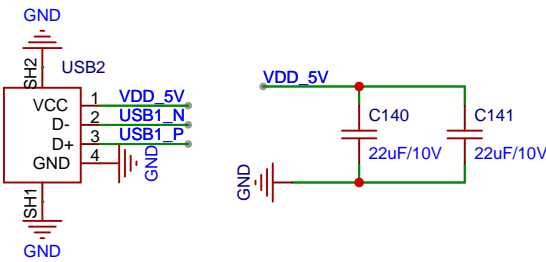 GND
SH2
USB2
VCC 1 VDD_5V
D- 2 USB1_N
D+ 3 USB1_P
GND 4 GND
SH1
GND
VDD_5V
C140
22uF/10V
C141
22uF/10V
GND